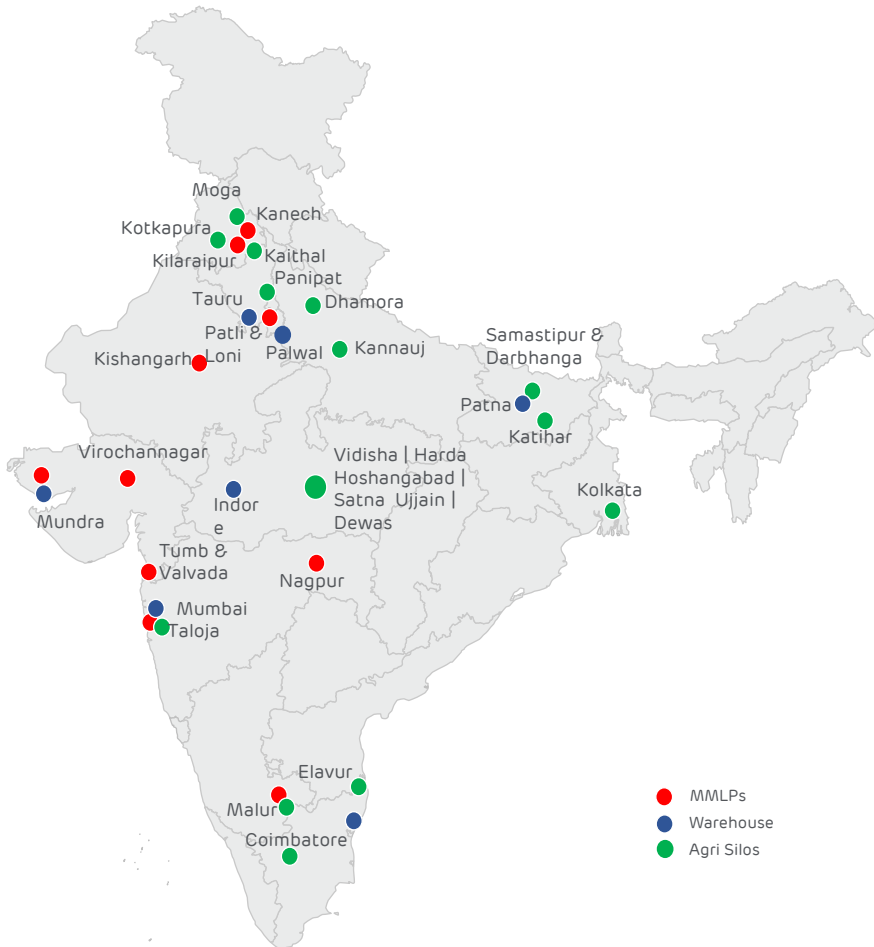 Moga
Kanech
Kotkapura
Kilaraipur
Kaithal
Panipat
Tauru
Dhamora
Patli &
Loni
Palwal
Kishangarh
Kannauj
Samastipur &
Darbhanga
Patna
Katihar
Virochannagar
Vidisha | Harda
Hoshangabad |
Satna Ujjain |
Dewas
Indor
e
Kolkata
Mundra
Tumb &
Valvada
Nagpur
Mumbai
Taloja
Elavur
Malur
Coimbatore
MMLPs
Warehouse
Agri Silos